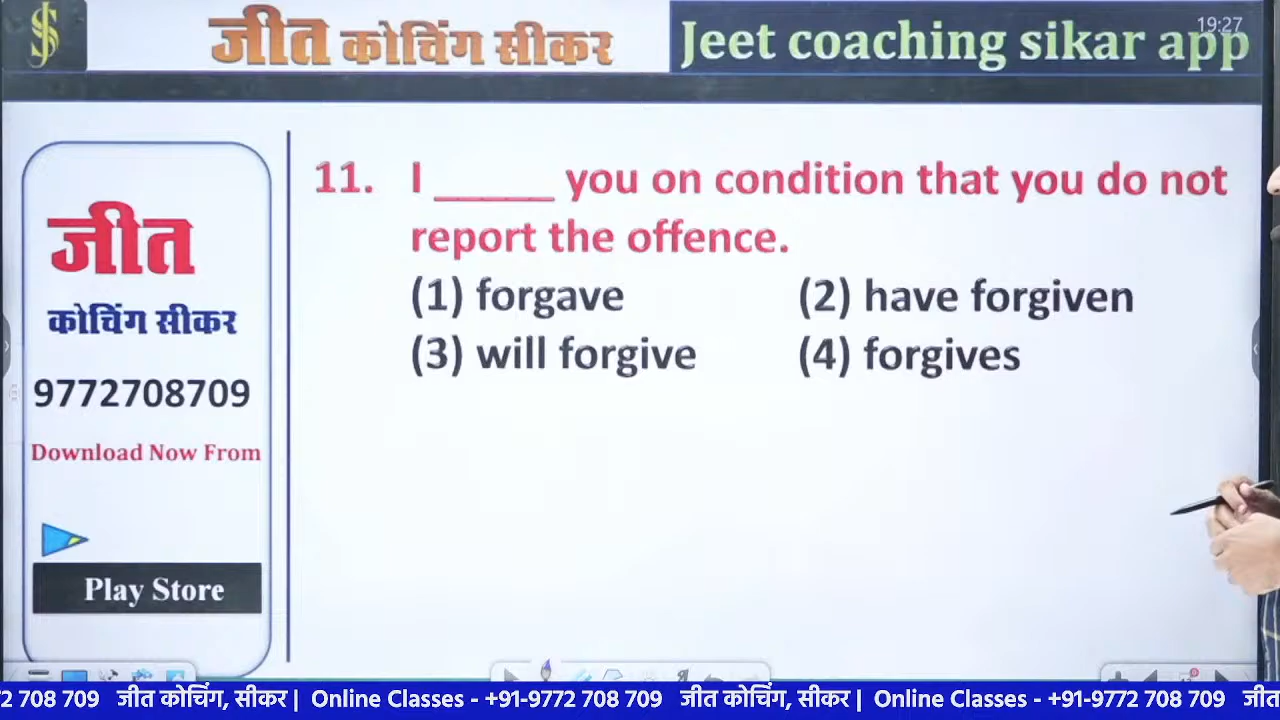 जीत कोचिंग सीकर
Jeet coaching sikar app
19:27
जीत
कोचिंग सीकर
9772708709
Download Now From
Play Store
11. I _____ you on condition that you do not
report the offence.
(1) forgave (2) have forgiven
(3) will forgive (4) forgives
72 708 709 जीत कोचिंग, सीकर | Online Classes - +91-9772 708 709 जीत कोचिंग, सीकर | Online Classes - +91-9772 708 709 जीत